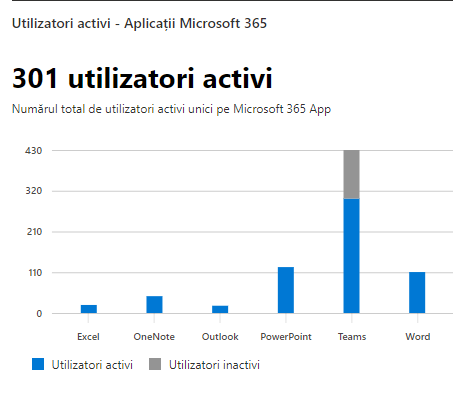 Utilizatori activi - Aplicații Microsoft 365
301 utilizatori activi
Numărul total de utilizatori activi unici pe Microsoft 365 App
430
320
210
110
0
Excel OneNote Outlook PowerPoint Teams Word
Utilizatori activi Utilizatori inactivi